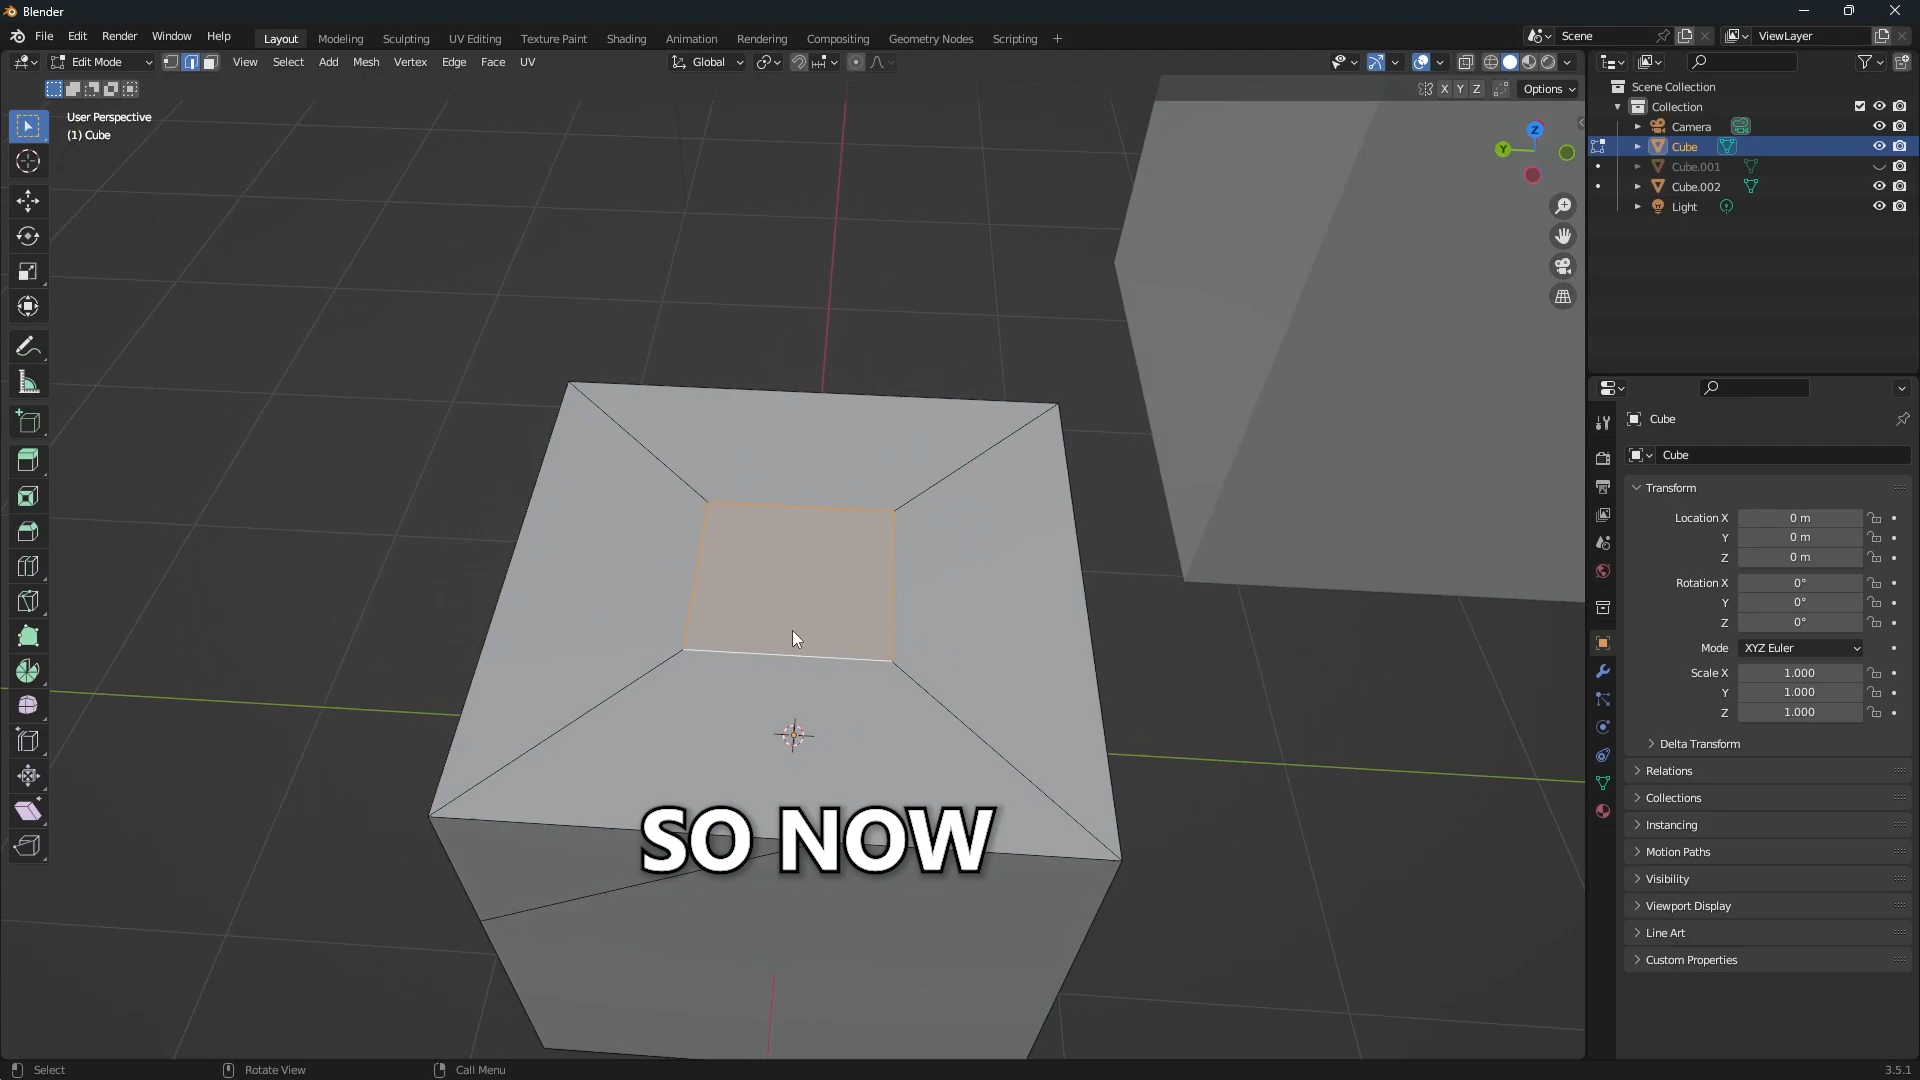 Blender
File Edit Render Window Help
Layout Modeling Sculpting UV Editing Texture Paint Shading Animation Rendering Compositing Geometry Nodes Scripting +
Scene
ViewLayer
Edit Mode
View Select Add Mesh Vertex Edge Face UV
Global
X Y Z
Options
User Perspective
(1) Cube
Z
Y
SO NOW
Scene Collection
Collection
Camera
Cube
Cube.001
Cube.002
Light
Cube
Cube
Transform
Location X 0 m
Y 0 m
Z 0 m
Rotation X 0°
Y 0°
Z 0°
Mode XYZ Euler
Scale X 1.000
Y 1.000
Z 1.000
Delta Transform
Relations
Collections
Instancing
Motion Paths
Visibility
Viewport Display
Line Art
Custom Properties
Select
Rotate View
Call Menu
3.5.1